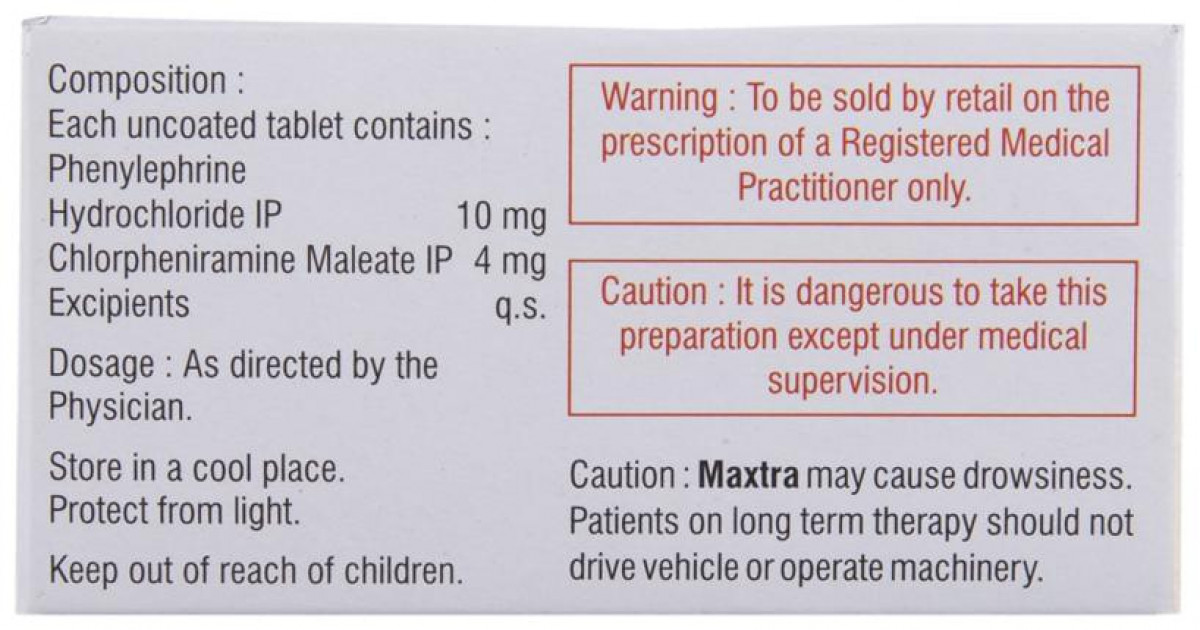 Composition :
Each uncoated tablet contains :
Phenylephrine
Hydrochloride IP 10 mg
Chlorpheniramine Maleate IP 4 mg
Excipients q.s.
Dosage : As directed by the
Physician.
Store in a cool place.
Protect from light.
Keep out of reach of children.
Warning : To be sold by retail on the
prescription of a Registered Medical
Practitioner only.
Caution : It is dangerous to take this
preparation except under medical
supervision.
Caution : Maxtra may cause drowsiness.
Patients on long term therapy should not
drive vehicle or operate machinery.